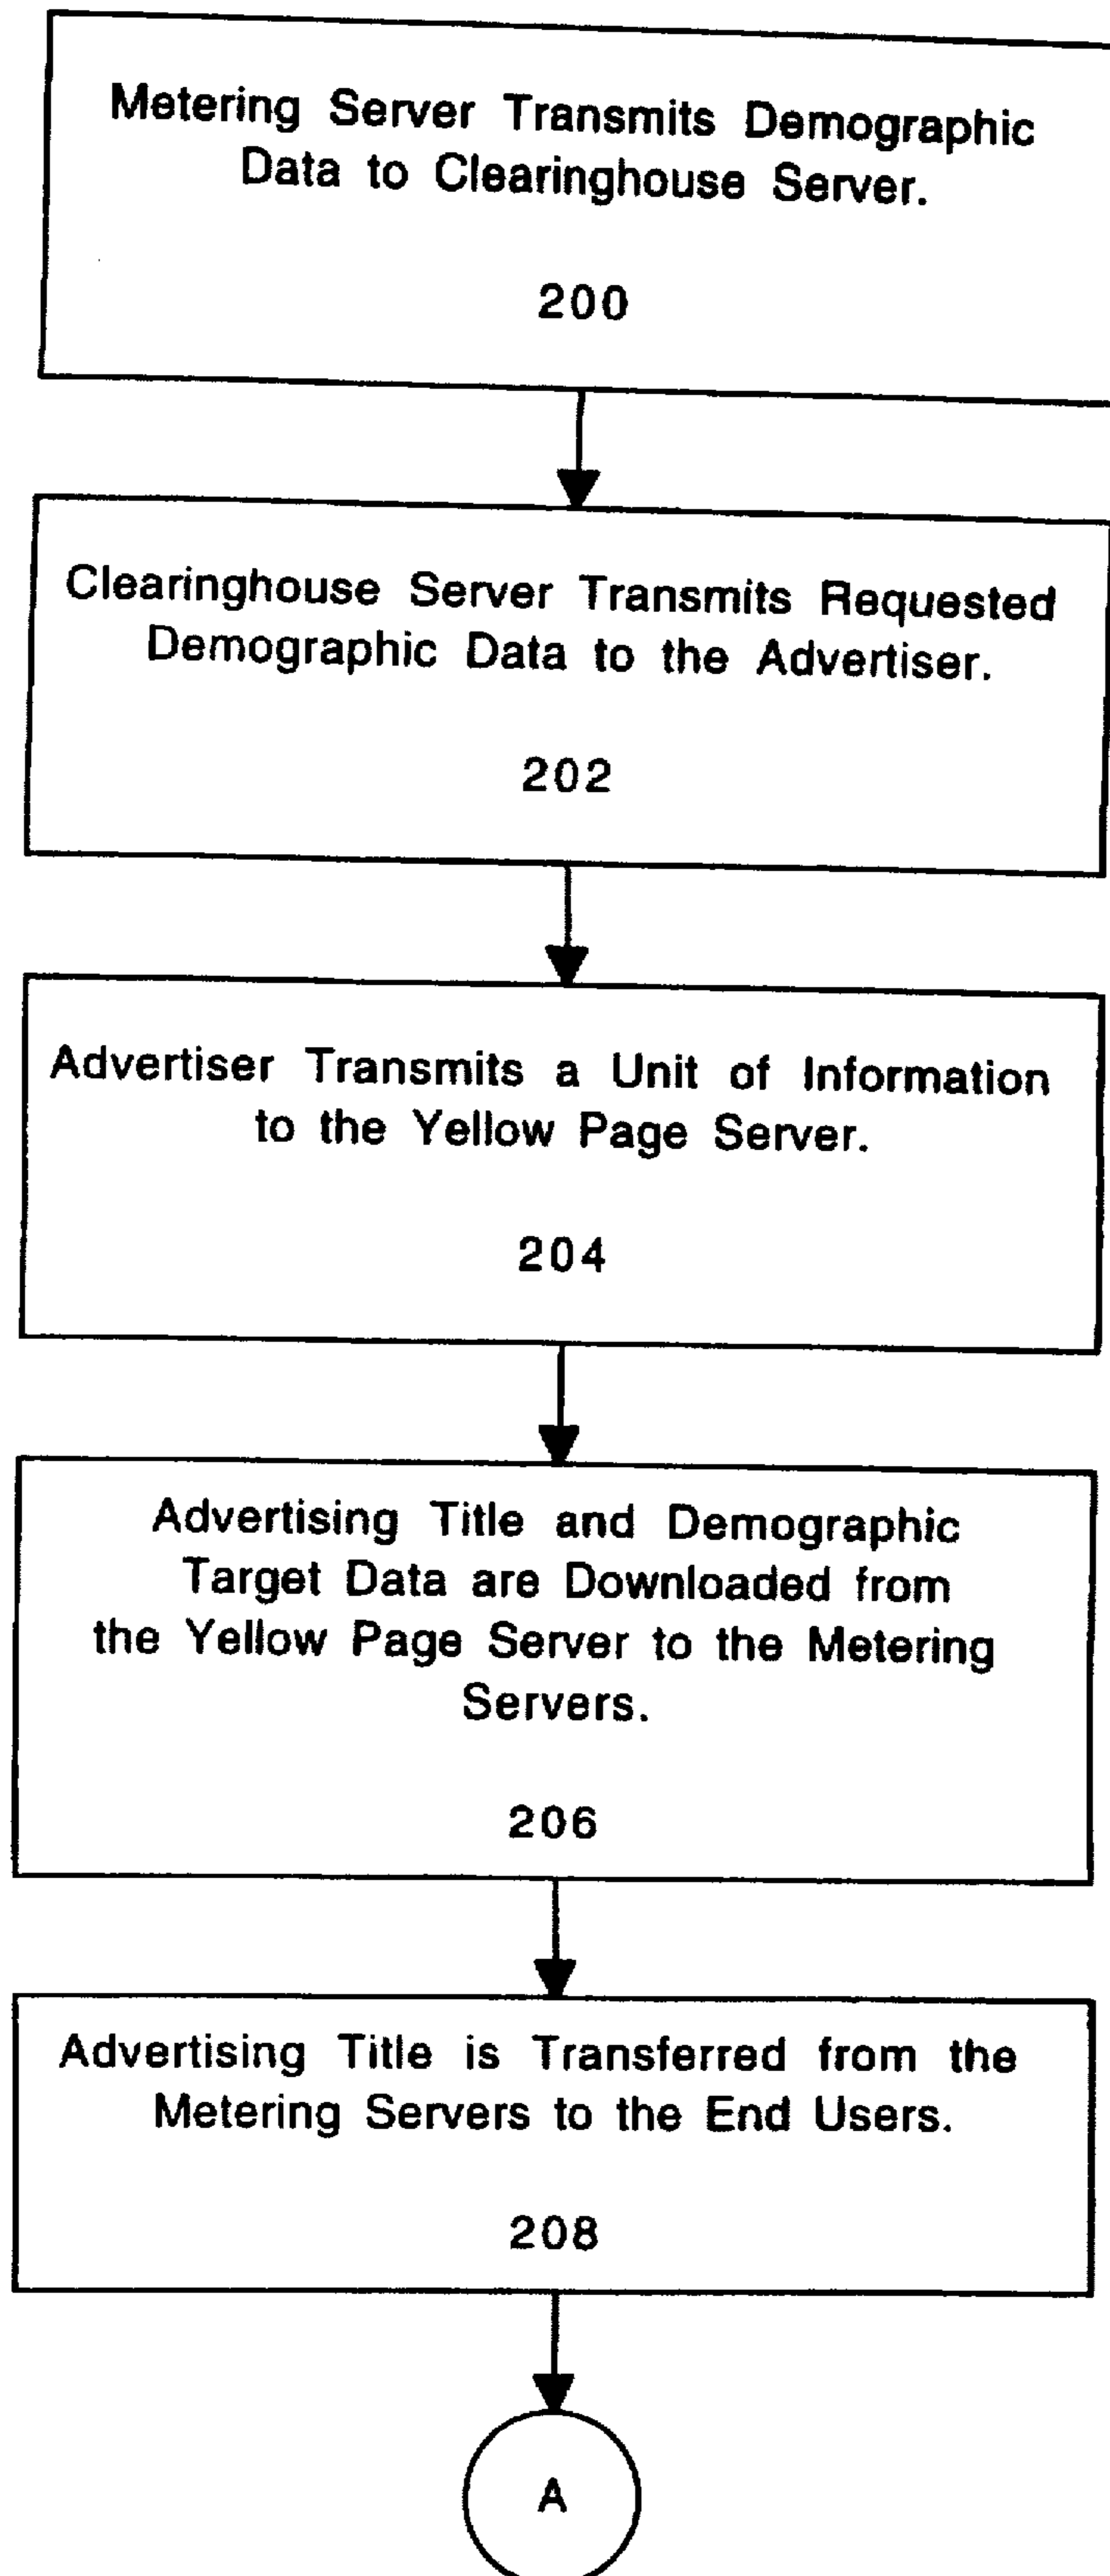 Metering Server Transmits Demographic
Data to Clearinghouse Server.
200
Clearinghouse Server Transmits Requested
Demographic Data to the Advertiser.
202
Advertiser Transmits a Unit of Information
to the Yellow Page Server.
204
Advertising Title and Demographic
Target Data are Downloaded from
the Yellow Page Server to the Metering
Servers.
206
Advertising Title is Transferred from the
Metering Servers to the End Users.
208
A